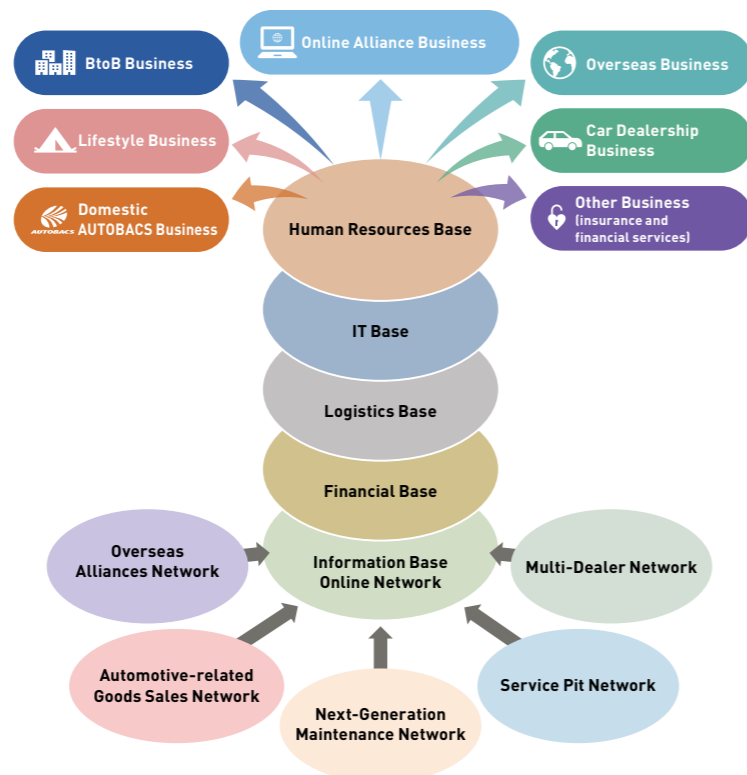 Online Alliance Business
BtoB Business
Overseas Business
Lifestyle Business
Car Dealership
Business
AUTOBACS
Domestic
AUTOBACS Business
Other Business
(insurance and
financial services)
Human Resources Base
IT Base
Logistics Base
Financial Base
Information Base
Online Network
Overseas
Alliances Network
Multi-Dealer Network
Automotive-related
Goods Sales Network
Service Pit Network
Next-Generation
Maintenance Network